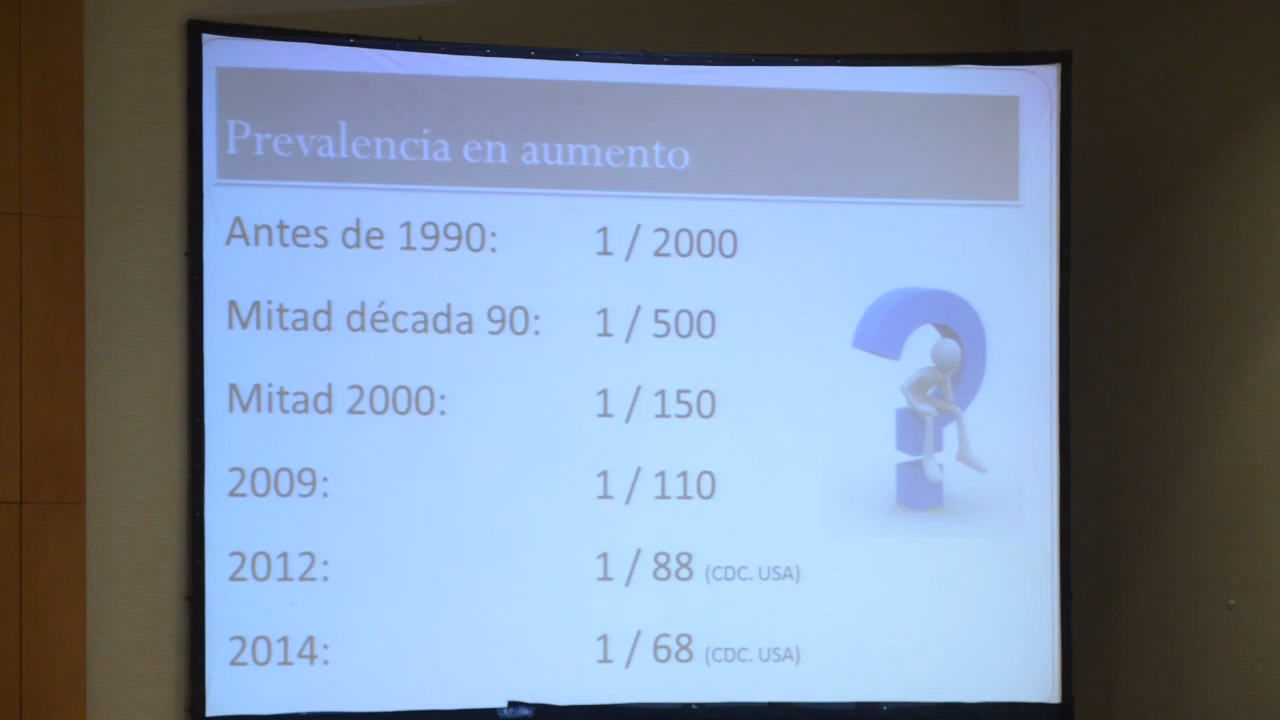 Prevalencia en aumento
Antes de 1990: 1 / 2000
Mitad década 90: 1 / 500
Mitad 2000: 1 / 150
2009: 1 / 110
2012: 1 / 88 (CDC. USA)
2014: 1 / 68 (CDC. USA)